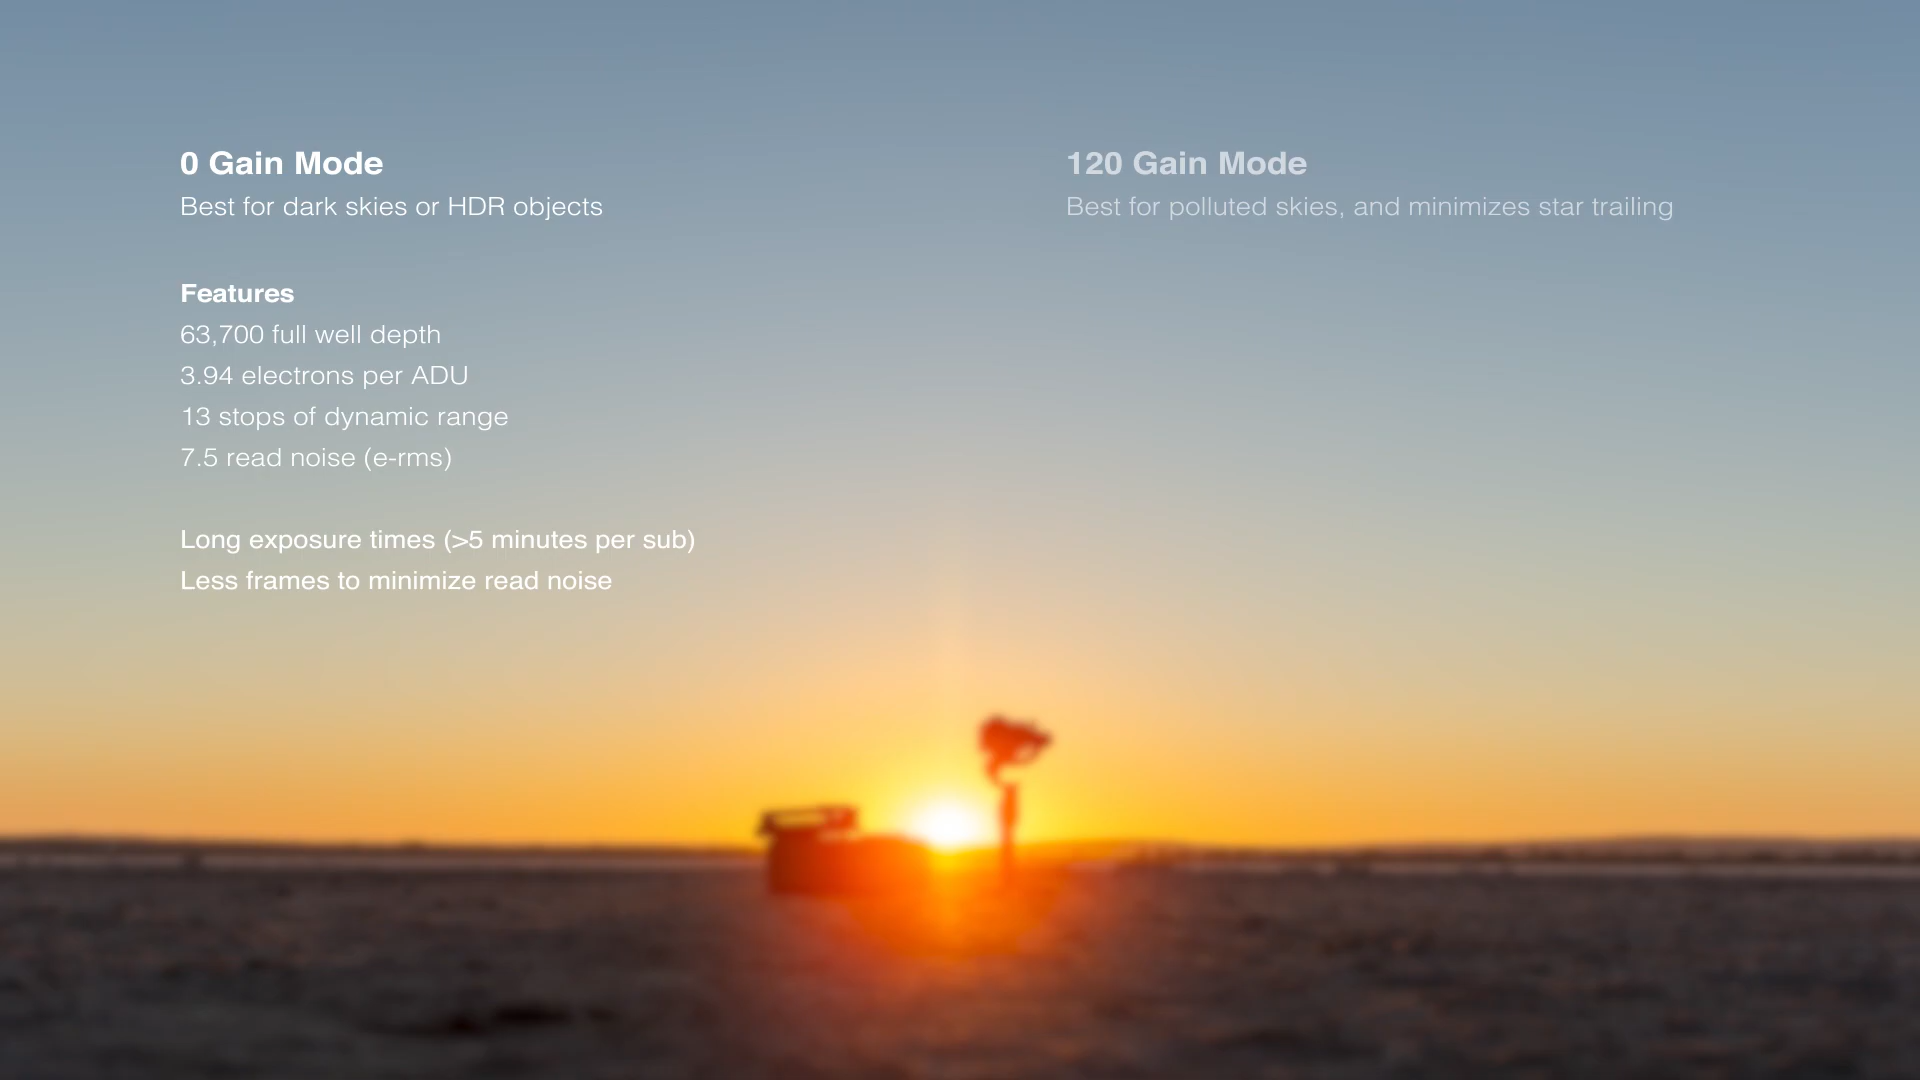 0 Gain Mode
Best for dark skies or HDR objects
Features
63,700 full well depth
3.94 electrons per ADU
13 stops of dynamic range
7.5 read noise (e-rms)
Long exposure times (>5 minutes per sub)
Less frames to minimize read noise
120 Gain Mode
Best for polluted skies, and minimizes star trailing